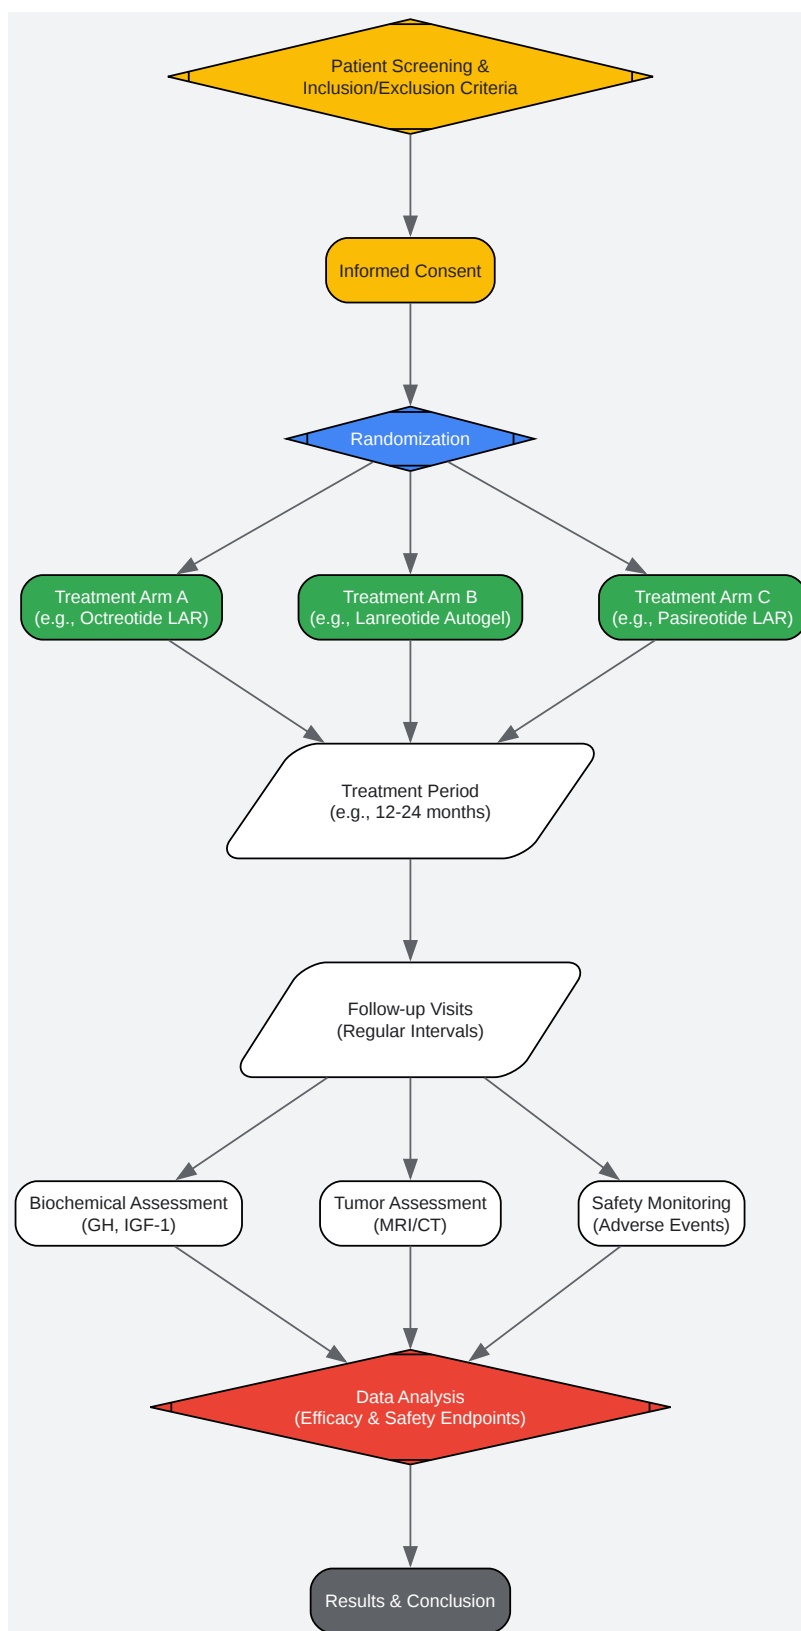 Patient Screening &
Inclusion/Exclusion Criteria
Informed Consent
Randomization
Treatment Arm A
(e.g., Octreotide LAR)
Treatment Arm B
(e.g., Lanreotide Autogel)
Treatment Arm C
(e.g., Pasireotide LAR)
Treatment Period
(e.g., 12-24 months)
Follow-up Visits
(Regular Intervals)
Biochemical Assessment
(GH, IGF-1)
Tumor Assessment
(MRI/CT)
Safety Monitoring
(Adverse Events)
Data Analysis
(Efficacy & Safety Endpoints)
Results & Conclusion